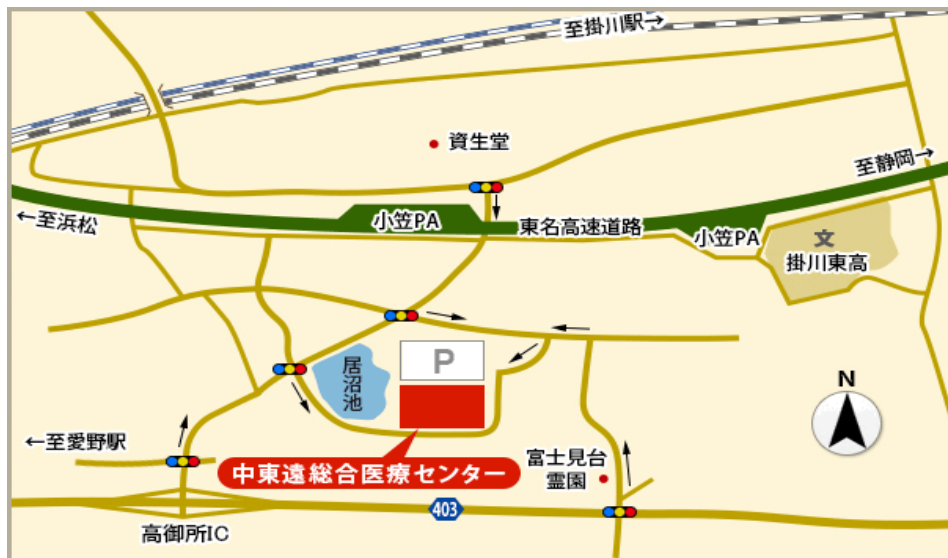 至掛川駅→
資生堂
至静岡→
←至浜松
小笠PA
東名高速道路
小笠PA
文
掛川東高
P
居沼池
N
←至愛野駅
中東遠総合医療センター
富士見台
霊園
403
高御所IC